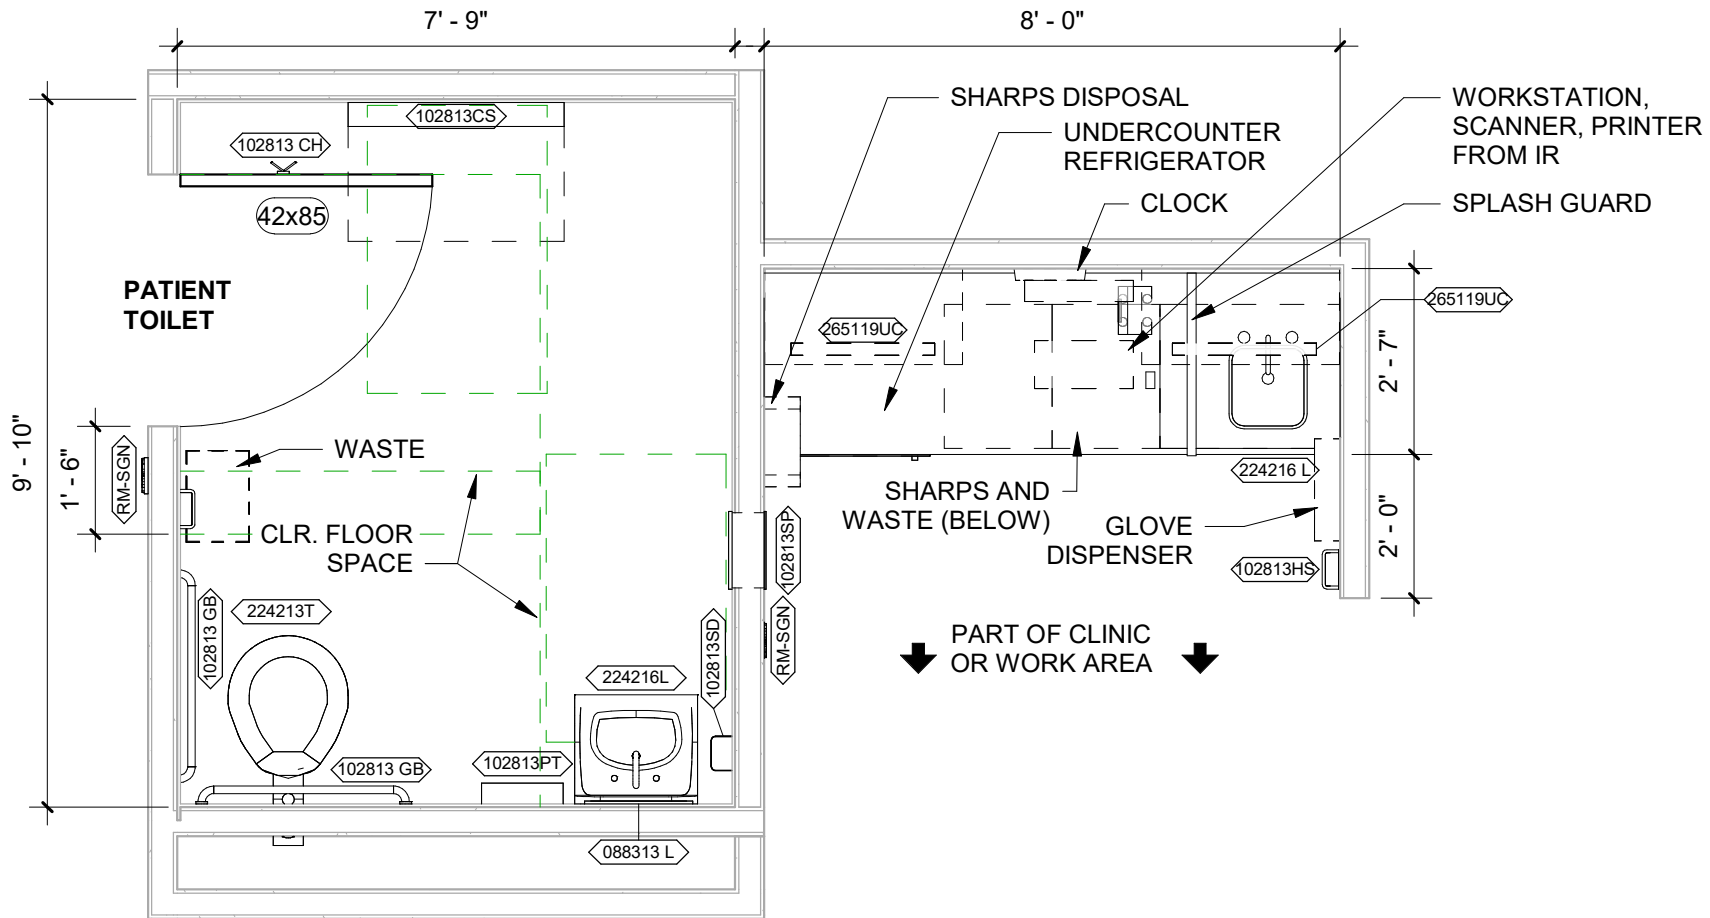 7' - 9"
8' - 0"
SHARPS DISPOSAL
UNDERCOUNTER
REFRIGERATOR
CLOCK
WORKSTATION,
SCANNER, PRINTER
FROM IR
SPLASH GUARD
102813CS
102813 CH
42x85
PATIENT
TOILET
265119UC
265119UC
2' - 7"
9' - 10"
1' - 6"
RM-SGN
WASTE
CLR. FLOOR
SPACE
SHARPS AND
WASTE (BELOW)
224216 L
GLOVE
DISPENSER
2' - 0"
102813HS
102813SP
RM-SGN
102813 GB
224213T
102813SD
224216L
PART OF CLINIC
OR WORK AREA
102813 GB
102813PT
088313 L